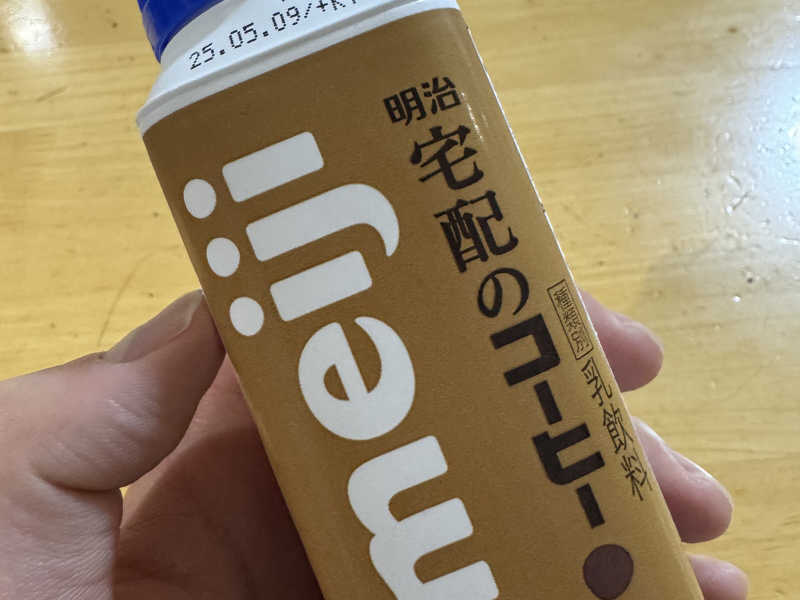 25.05.09/+K
meiji
明治
宅配のコーヒー
種類別
乳飲料